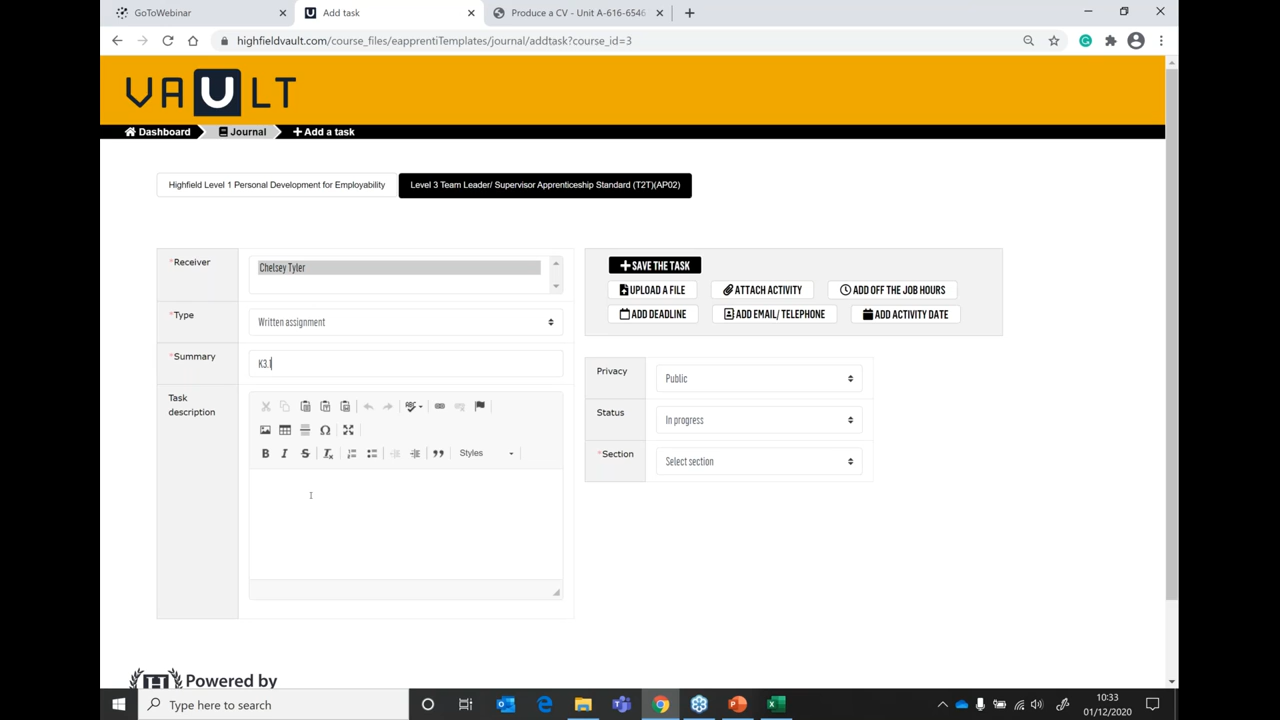 GoToWebinar
Add task
Produce a CV - Unit A-616-6546
highfieldvault.com/course_files/eapprentiTemplates/journal/addtask?course_id=3
VAULT
Dashboard
Journal
Add a task
Highfield Level 1 Personal Development for Employability
Level 3 Team Leader/ Supervisor Apprenticeship Standard (T2T)(AP02)
*Receiver
Chelsey Tyler
SAVE THE TASK
UPLOAD A FILE
ATTACH ACTIVITY
ADD OFF THE JOB HOURS
ADD DEADLINE
ADD EMAIL/ TELEPHONE
ADD ACTIVITY DATE
*Type
Written assignment
*Summary
K3.1
Privacy
Public
Task description
Status
In progress
*Section
Select section
Styles
Powered by
Type here to search
10:33
01/12/2020